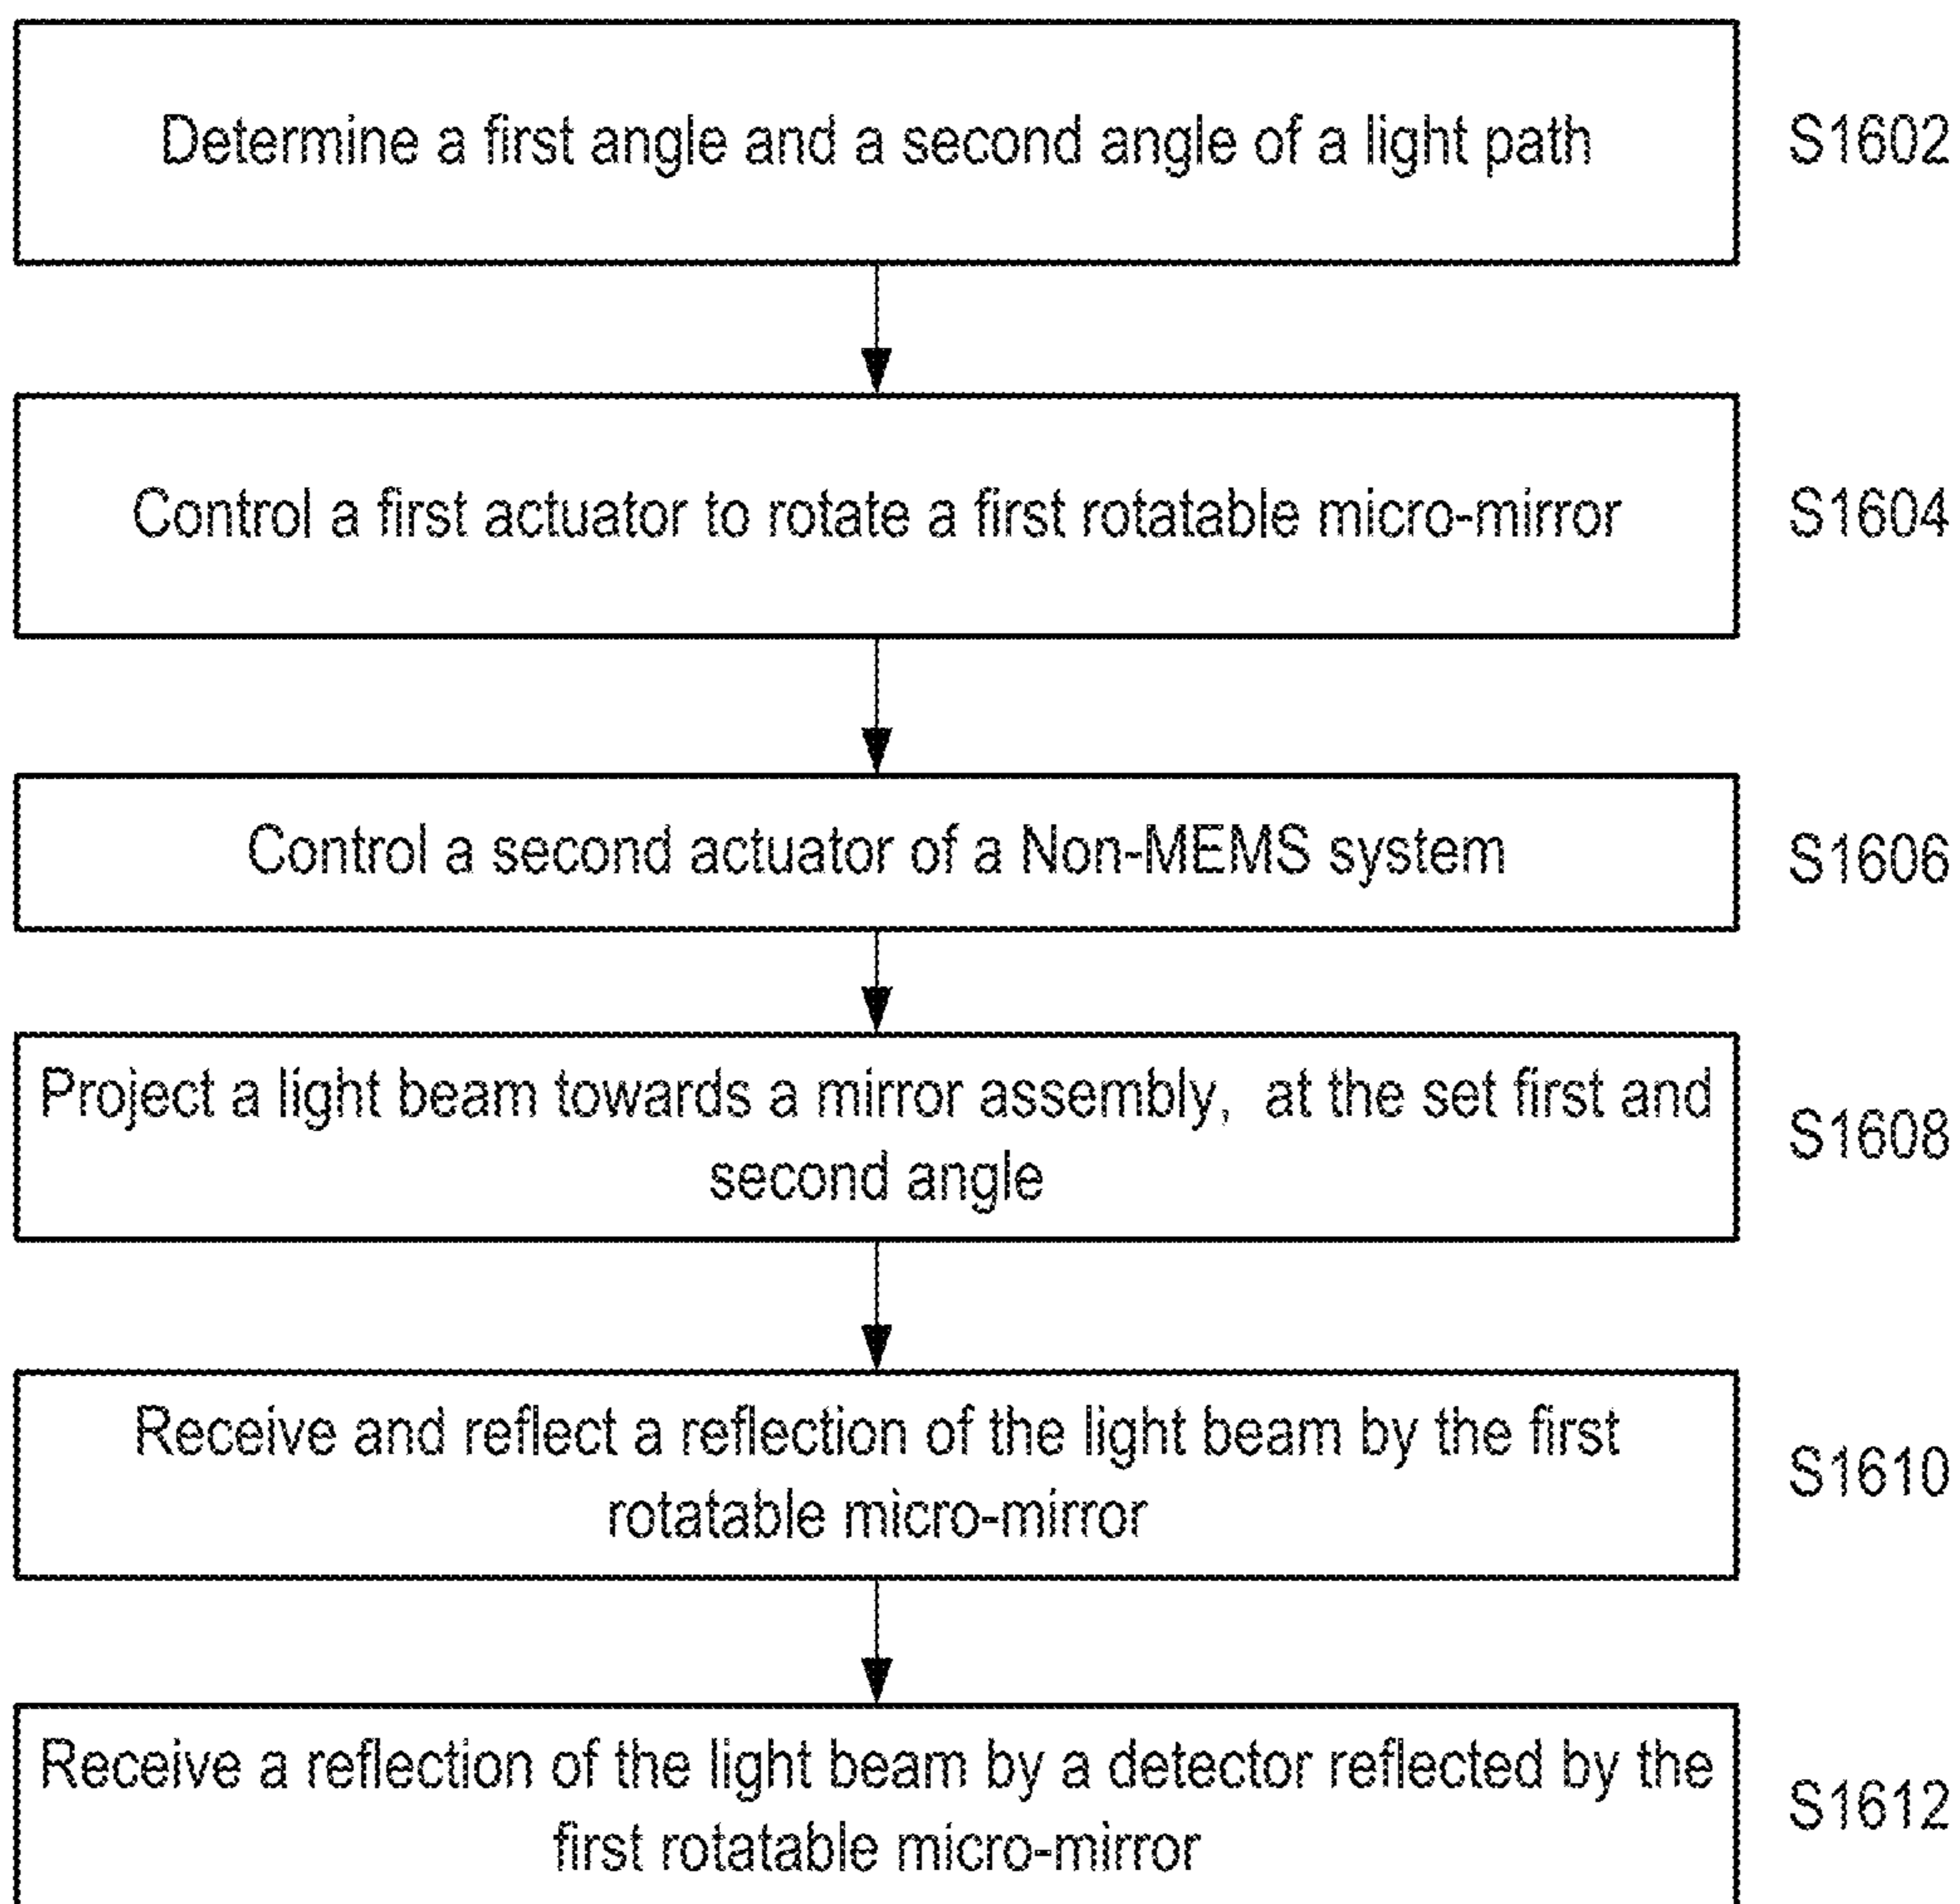 Determine a first angle and a second angle of a light path
S1602
Control a first actuator to rotate a first rotatable micro-mirror
S1604
Control a second actuator of a Non-MEMS system
S1606
Project a light beam towards a mirror assembly, at the set first and
second angle
S1608
Receive and reflect a reflection of the light beam by the first
rotatable micro-mirror
S1610
Receive a reflection of the light beam by a detector reflected by the
first rotatable micro-mirror
S1612